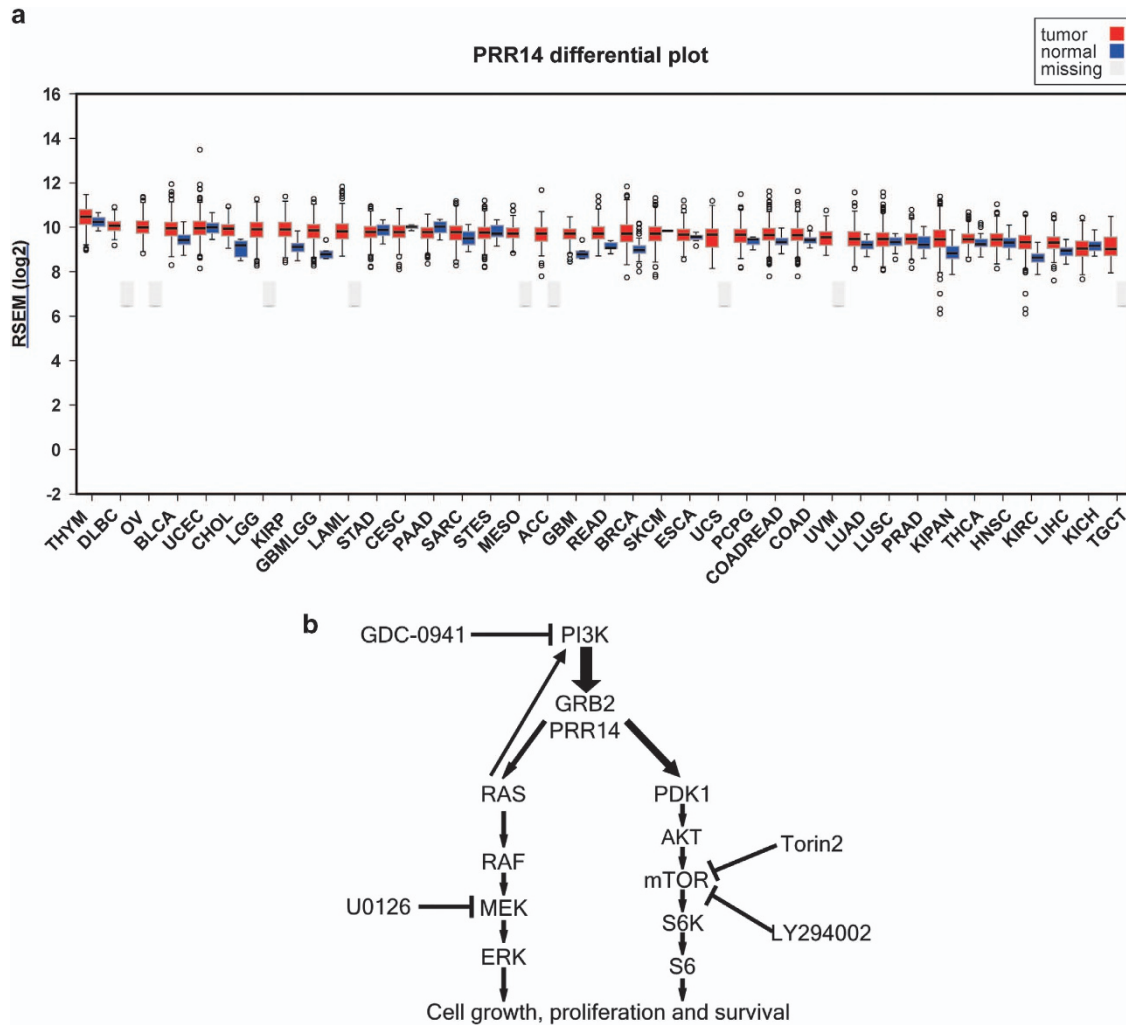 a
PRR14 differential plot
tumor
normal
missing
RSEM (log2)
16
14
12
10
8
6
4
2
0
-2
THYM
DLBC
OV
BLCA
UCEC
CHOL
LGG
KIRP
GBMLGG
LAML
STAD
CESC
PAAD
SARC
STES
MESO
ACC
GBM
READ
BRCA
SKCM
ESCA
UCS
PCPG
COADREAD
COAD
UVM
LUAD
LUSC
PRAD
KIPAN
THCA
HNSC
KIRC
LIHC
KICH
TGCT
b
GDC-0941
PI3K
GRB2
PRR14
RAS
PDK1
AKT
RAF
mTOR
Torin2
U0126
MEK
S6K
LY294002
ERK
S6
Cell growth, proliferation and survival